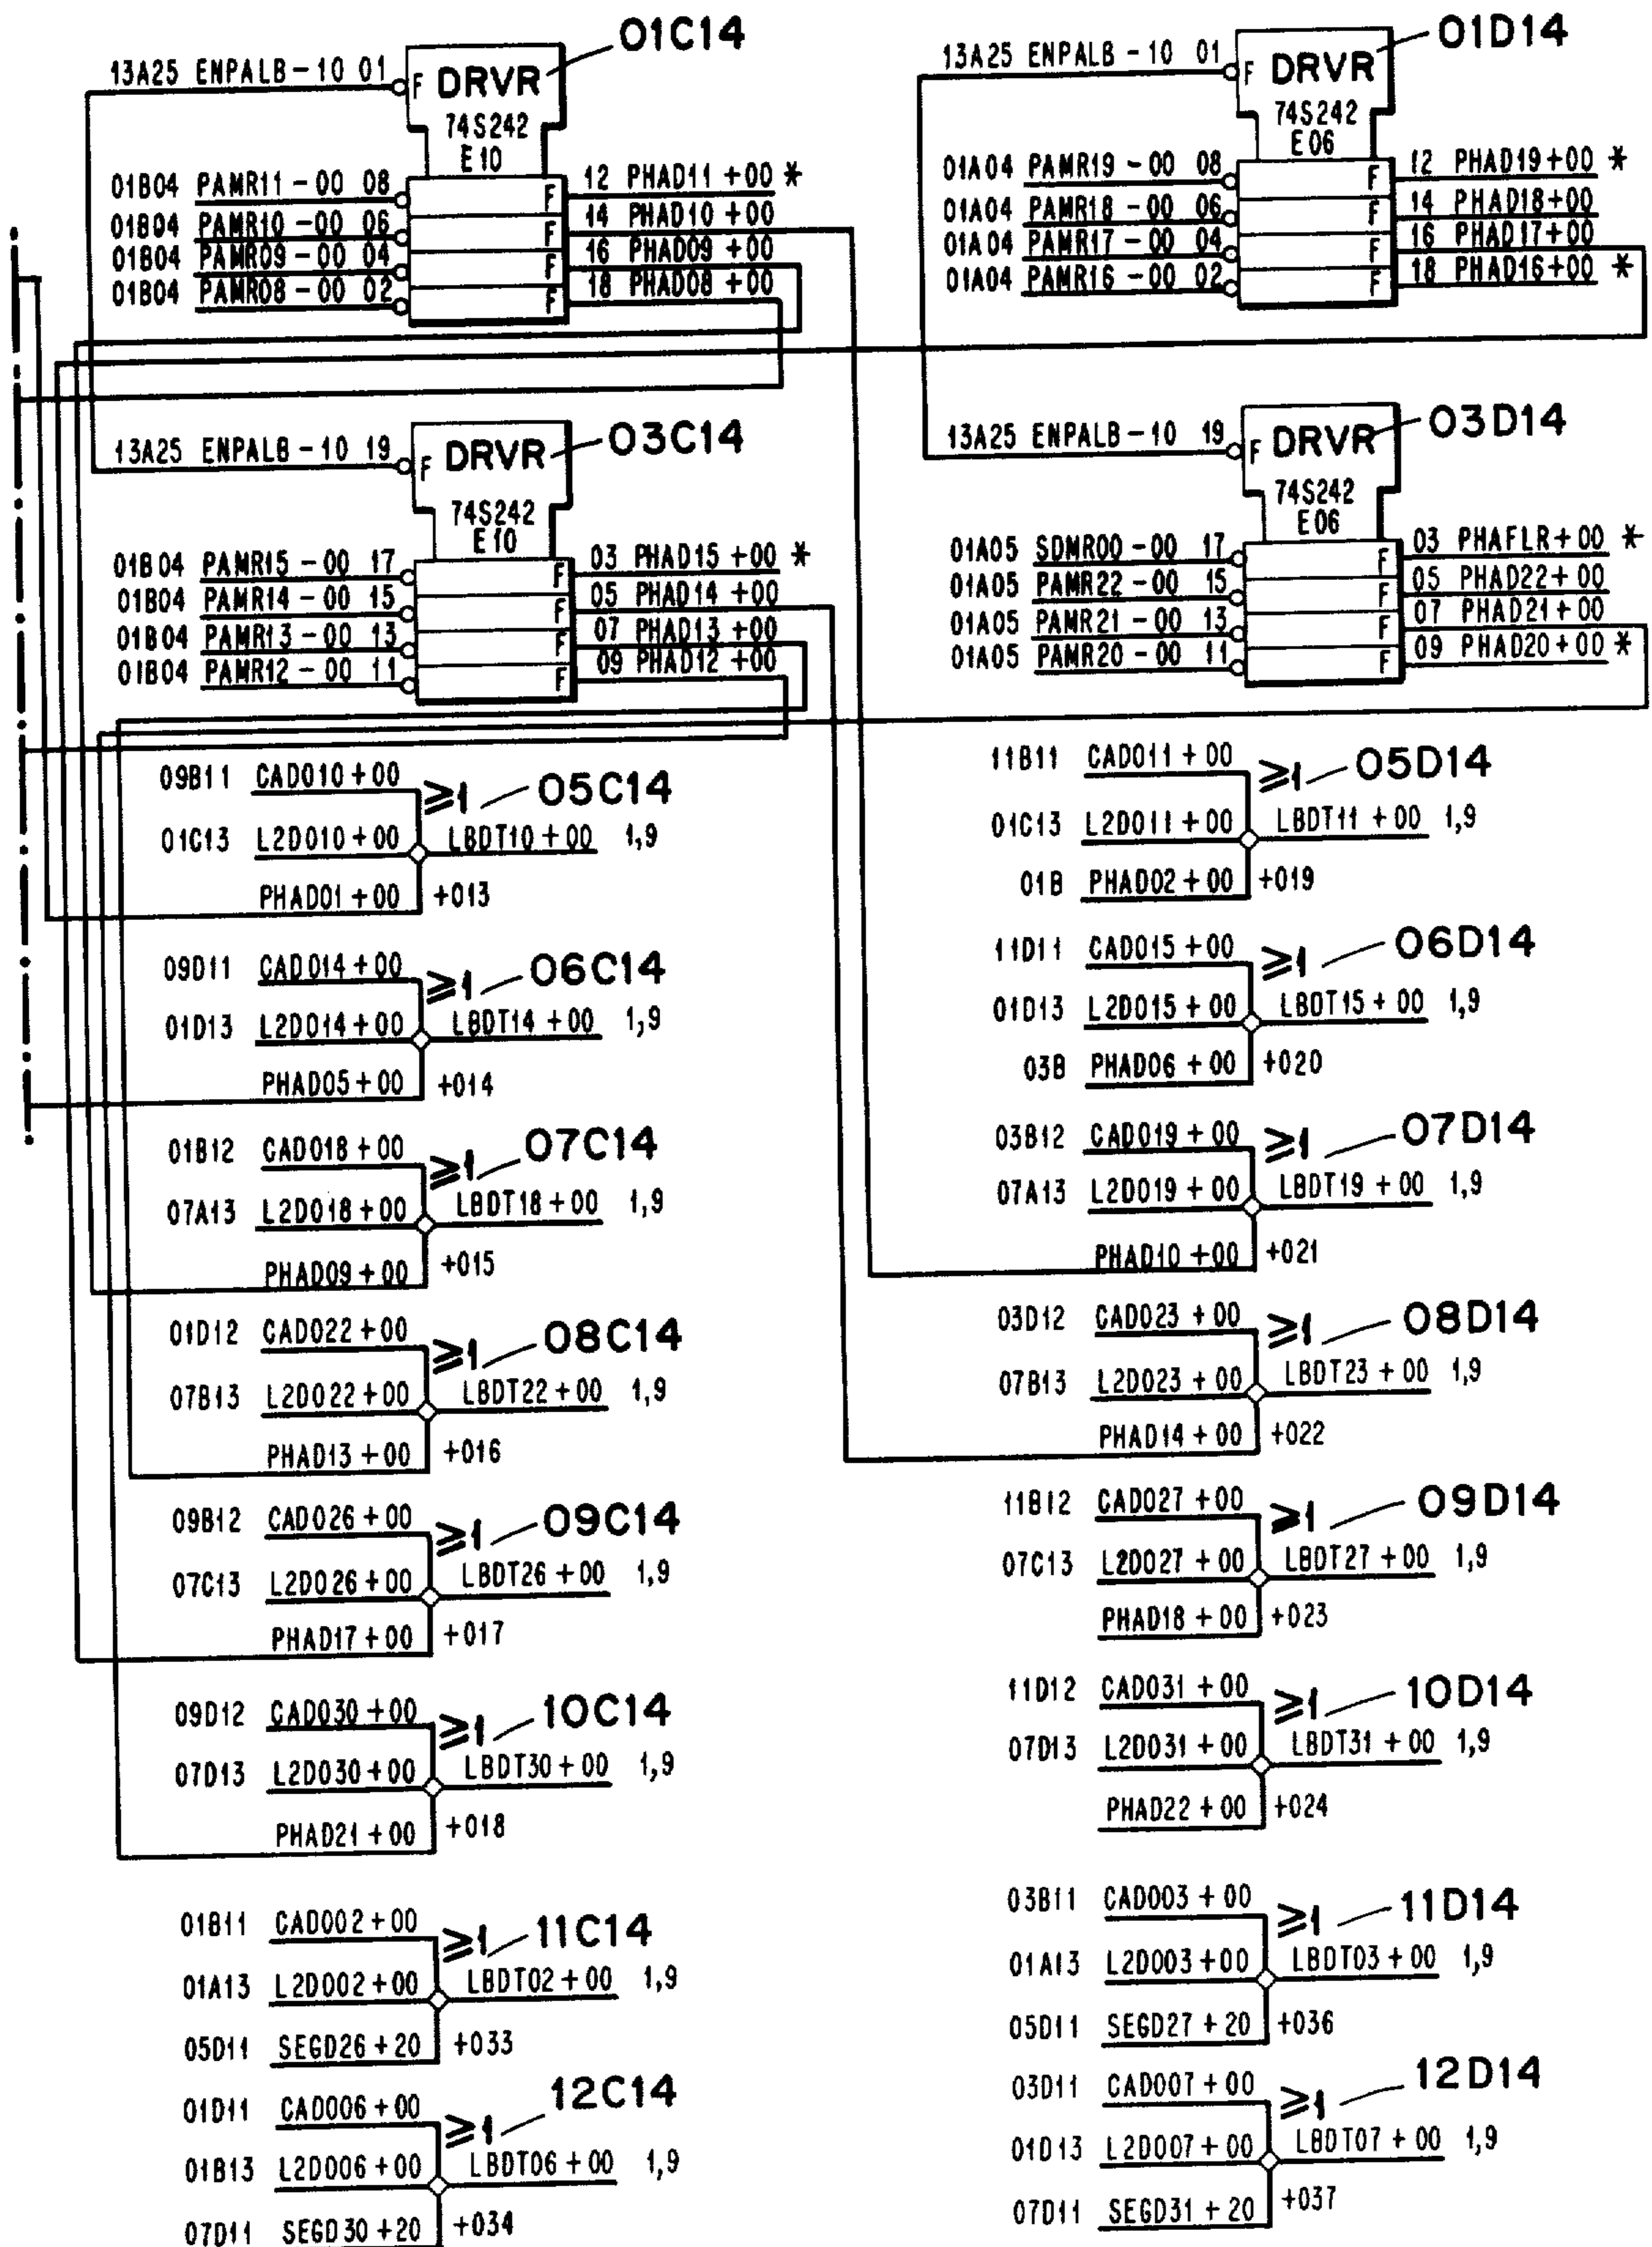 01C14
13A25 ENPALB-10 01 F DRVR
74S242
E10
01B04 PAMR11-00 08 F 12 PHAD11+00 *
01B04 PAMR10-00 06 F 14 PHAD10+00
01B04 PAMR09-00 04 F 16 PHAD09+00
01B04 PAMR08-00 02 F 18 PHAD08+00
01D14
13A25 ENPALB-10 01 F DRVR
74S242
E06
01A04 PAMR19-00 08 F 12 PHAD19+00 *
01A04 PAMR18-00 06 F 14 PHAD18+00
01A04 PAMR17-00 04 F 16 PHAD17+00
01A04 PAMR16-00 02 F 18 PHAD16+00 *
03C14
13A25 ENPALB-10 19 F DRVR
74S242
E10
01B04 PAMR15-00 17 F 03 PHAD15+00 *
01B04 PAMR14-00 15 F 05 PHAD14+00
01B04 PAMR13-00 13 F 07 PHAD13+00
01B04 PAMR12-00 11 F 09 PHAD12+00
03D14
13A25 ENPALB-10 19 F DRVR
74S242
E06
01A05 SDMR00-00 17 F 03 PHAFLR+00 *
01A05 PAMR22-00 15 F 05 PHAD22+00
01A05 PAMR21-00 13 F 07 PHAD21+00
01A05 PAMR20-00 11 F 09 PHAD20+00 *
09B11 CAD010+00 ≥1 05C14
01C13 L2D010+00 LBDT10+00 1,9
PHAD01+00 +013
11B11 CAD011+00 ≥1 05D14
01C13 L2D011+00 LBDT11+00 1,9
01B PHAD02+00 +019
09D11 CAD014+00 ≥1 06C14
01D13 L2D014+00 LBDT14+00 1,9
PHAD05+00 +014
11D11 CAD015+00 ≥1 06D14
01D13 L2D015+00 LBDT15+00 1,9
03B PHAD06+00 +020
01B12 CAD018+00 ≥1 07C14
07A13 L2D018+00 LBDT18+00 1,9
PHAD09+00 +015
03B12 CAD019+00 ≥1 07D14
07A13 L2D019+00 LBDT19+00 1,9
PHAD10+00 +021
01D12 CAD022+00 ≥1 08C14
07B13 L2D022+00 LBDT22+00 1,9
PHAD13+00 +016
03D12 CAD023+00 ≥1 08D14
07B13 L2D023+00 LBDT23+00 1,9
PHAD14+00 +022
09B12 CAD026+00 ≥1 09C14
07C13 L2D026+00 LBDT26+00 1,9
PHAD17+00 +017
11B12 CAD027+00 ≥1 09D14
07C13 L2D027+00 LBDT27+00 1,9
PHAD18+00 +023
09D12 CAD030+00 ≥1 10C14
07D13 L2D030+00 LBDT30+00 1,9
PHAD21+00 +018
11D12 CAD031+00 ≥1 10D14
07D13 L2D031+00 LBDT31+00 1,9
PHAD22+00 +024
01B11 CAD002+00 ≥1 11C14
01A13 L2D002+00 LBDT02+00 1,9
05D11 SEGD26+20 +033
03B11 CAD003+00 ≥1 11D14
01A13 L2D003+00 LBDT03+00 1,9
05D11 SEGD27+20 +036
01D11 CAD006+00 ≥1 12C14
01B13 L2D006+00 LBDT06+00 1,9
07D11 SEGD30+20 +034
03D11 CAD007+00 ≥1 12D14
01D13 L2D007+00 LBDT07+00 1,9
07D11 SEGD31+20 +037